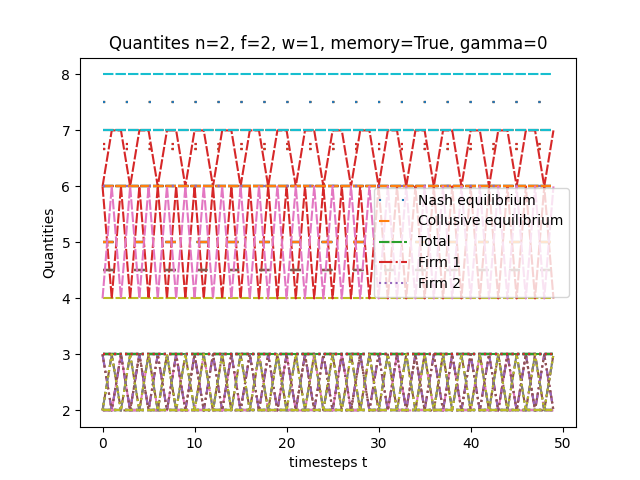 Quantites n=2, f=2, w=1, memory=True, gamma=0
Quantities
8
7
6
5
4
3
2
Nash equilibrium
Collusive equilibrium
Total
Firm 1
Firm 2
0 10 20 30 40 50
timesteps t